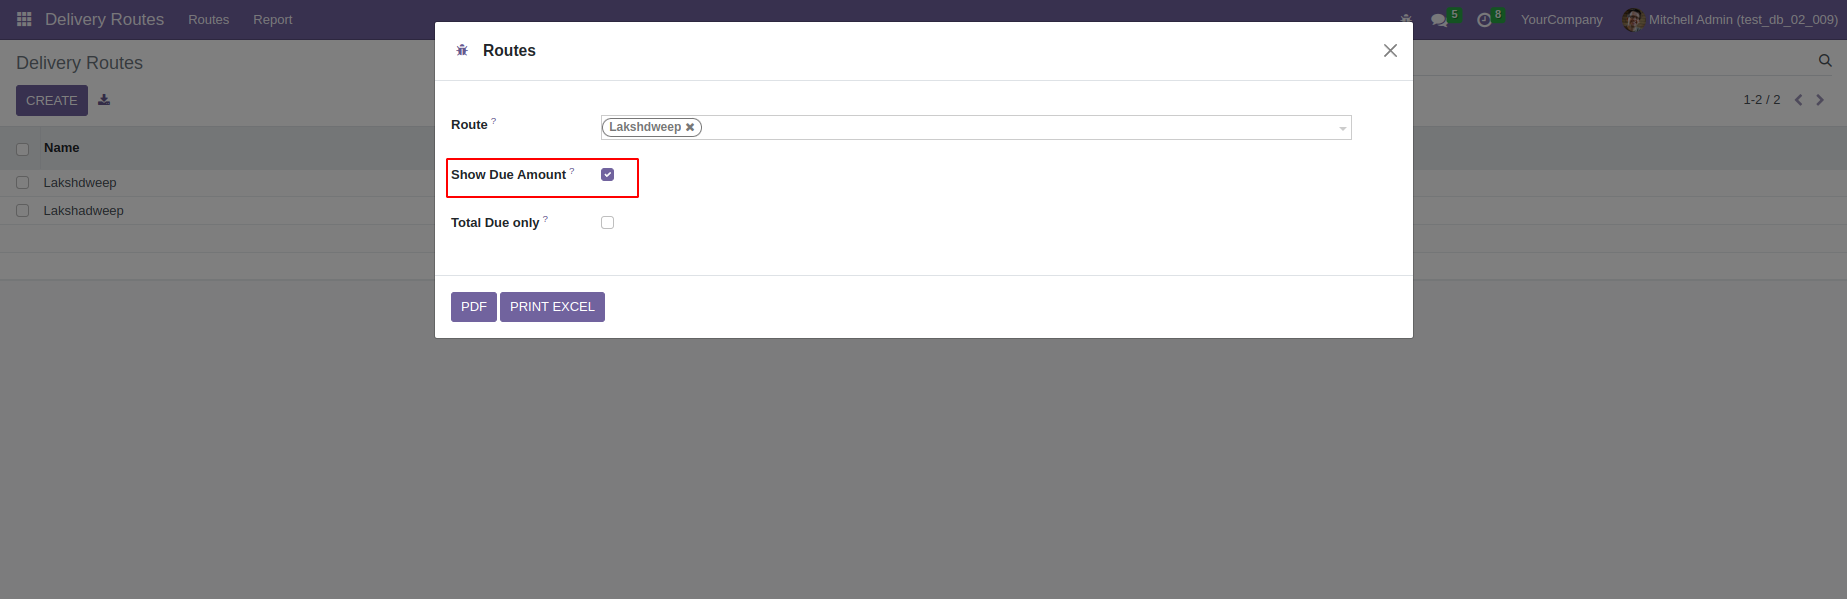 Delivery Routes Routes Report 5 8 YourCompany Mitchell Admin (test_db_02_009)
Delivery Routes
CREATE
1-2 / 2
Name
Lakshdweep
Lakshadweep
Routes
Route ?
Lakshdweep
Show Due Amount ?
Total Due only ?
PDF PRINT EXCEL